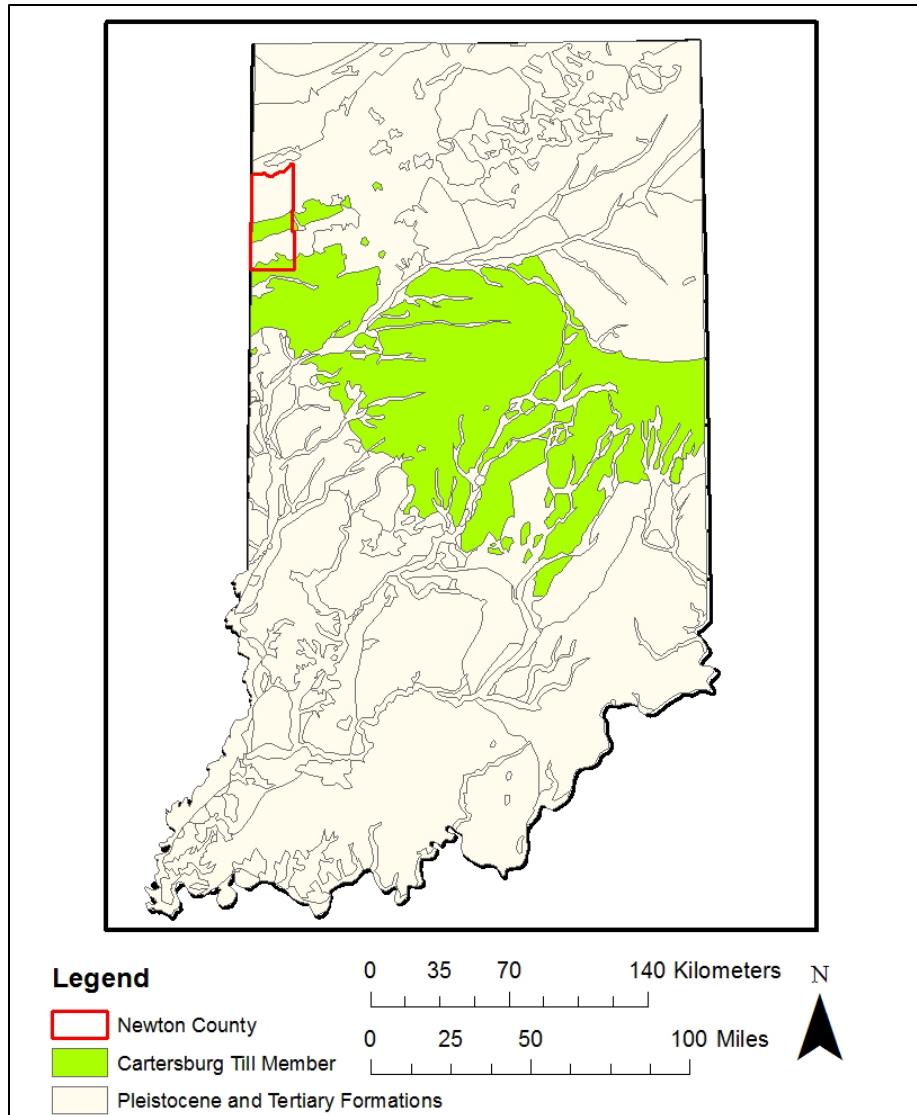 Legend
Newton County
Cartersburg Till Member
Pleistocene and Tertiary Formations
0 35 70 140 Kilometers
0 25 50 100 Miles
N